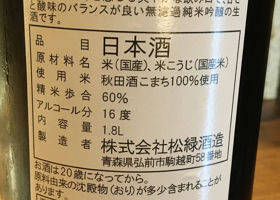 と酸味のバランスが良い無濾過純米吟醸の生
酒です。
品目 日本酒
原材料名 米(国産)、米こうじ(国産米)
使用米 秋田酒こまち100%使用
精米歩合 60%
アルコール分 16度
内容量 1.8L
製造者 株式会社松緑酒造
青森県弘前市駒越町58番地
お酒は20歳になってから。
原料由来の沈殿物(おり)が多少含まれることが
あります。